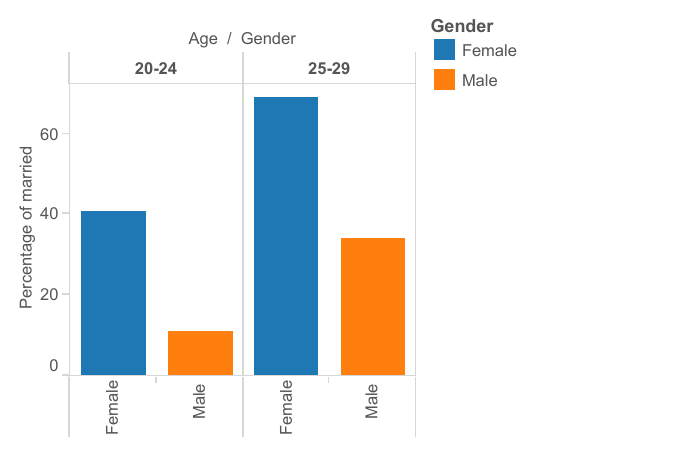 Age / Gender
20-24
25-29
Percentage of married
60
40
20
0
Female
Male
Female
Male
Gender
Female
Male